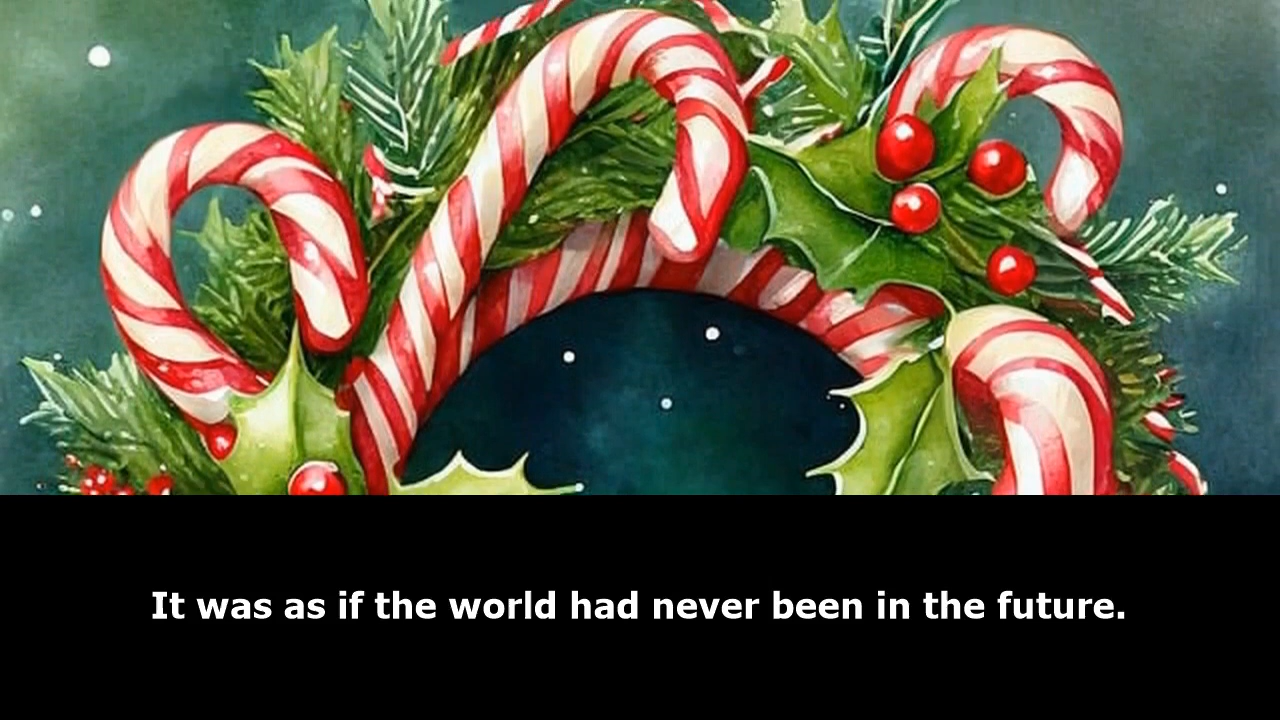 It was as if the world had never been in the future.